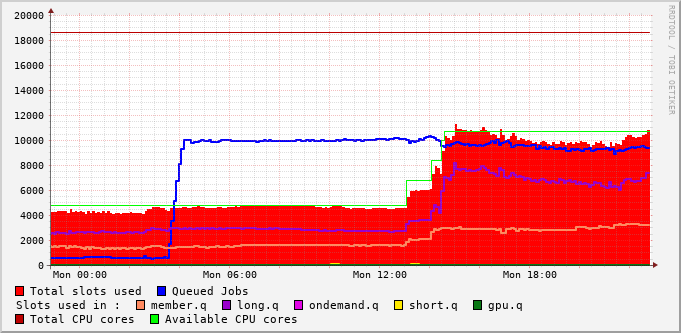 20000
18000
16000
14000
12000
10000
8000
6000
4000
2000
0
Mon 00:00 Mon 06:00 Mon 12:00 Mon 18:00
Total slots used Queued Jobs
Slots used in : member.q long.q ondemand.q short.q gpu.q
Total CPU cores Available CPU cores
RRDTOOL / TOBI OETIKER